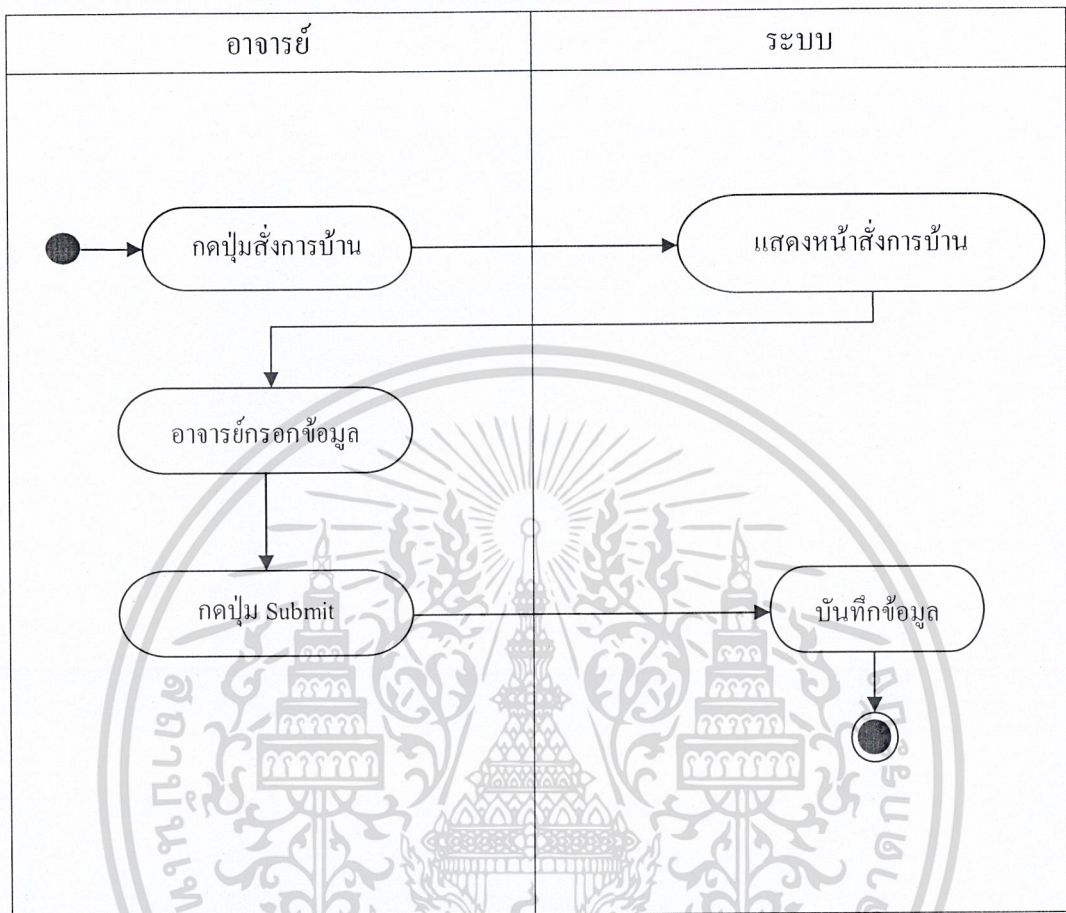 อาจารย์
ระบบ
กดปุ่มสั่งการบ้าน
แสดงหน้าสั่งการบ้าน
อาจารย์กรอกข้อมูล
กดปุ่ม Submit
บันทึกข้อมูล